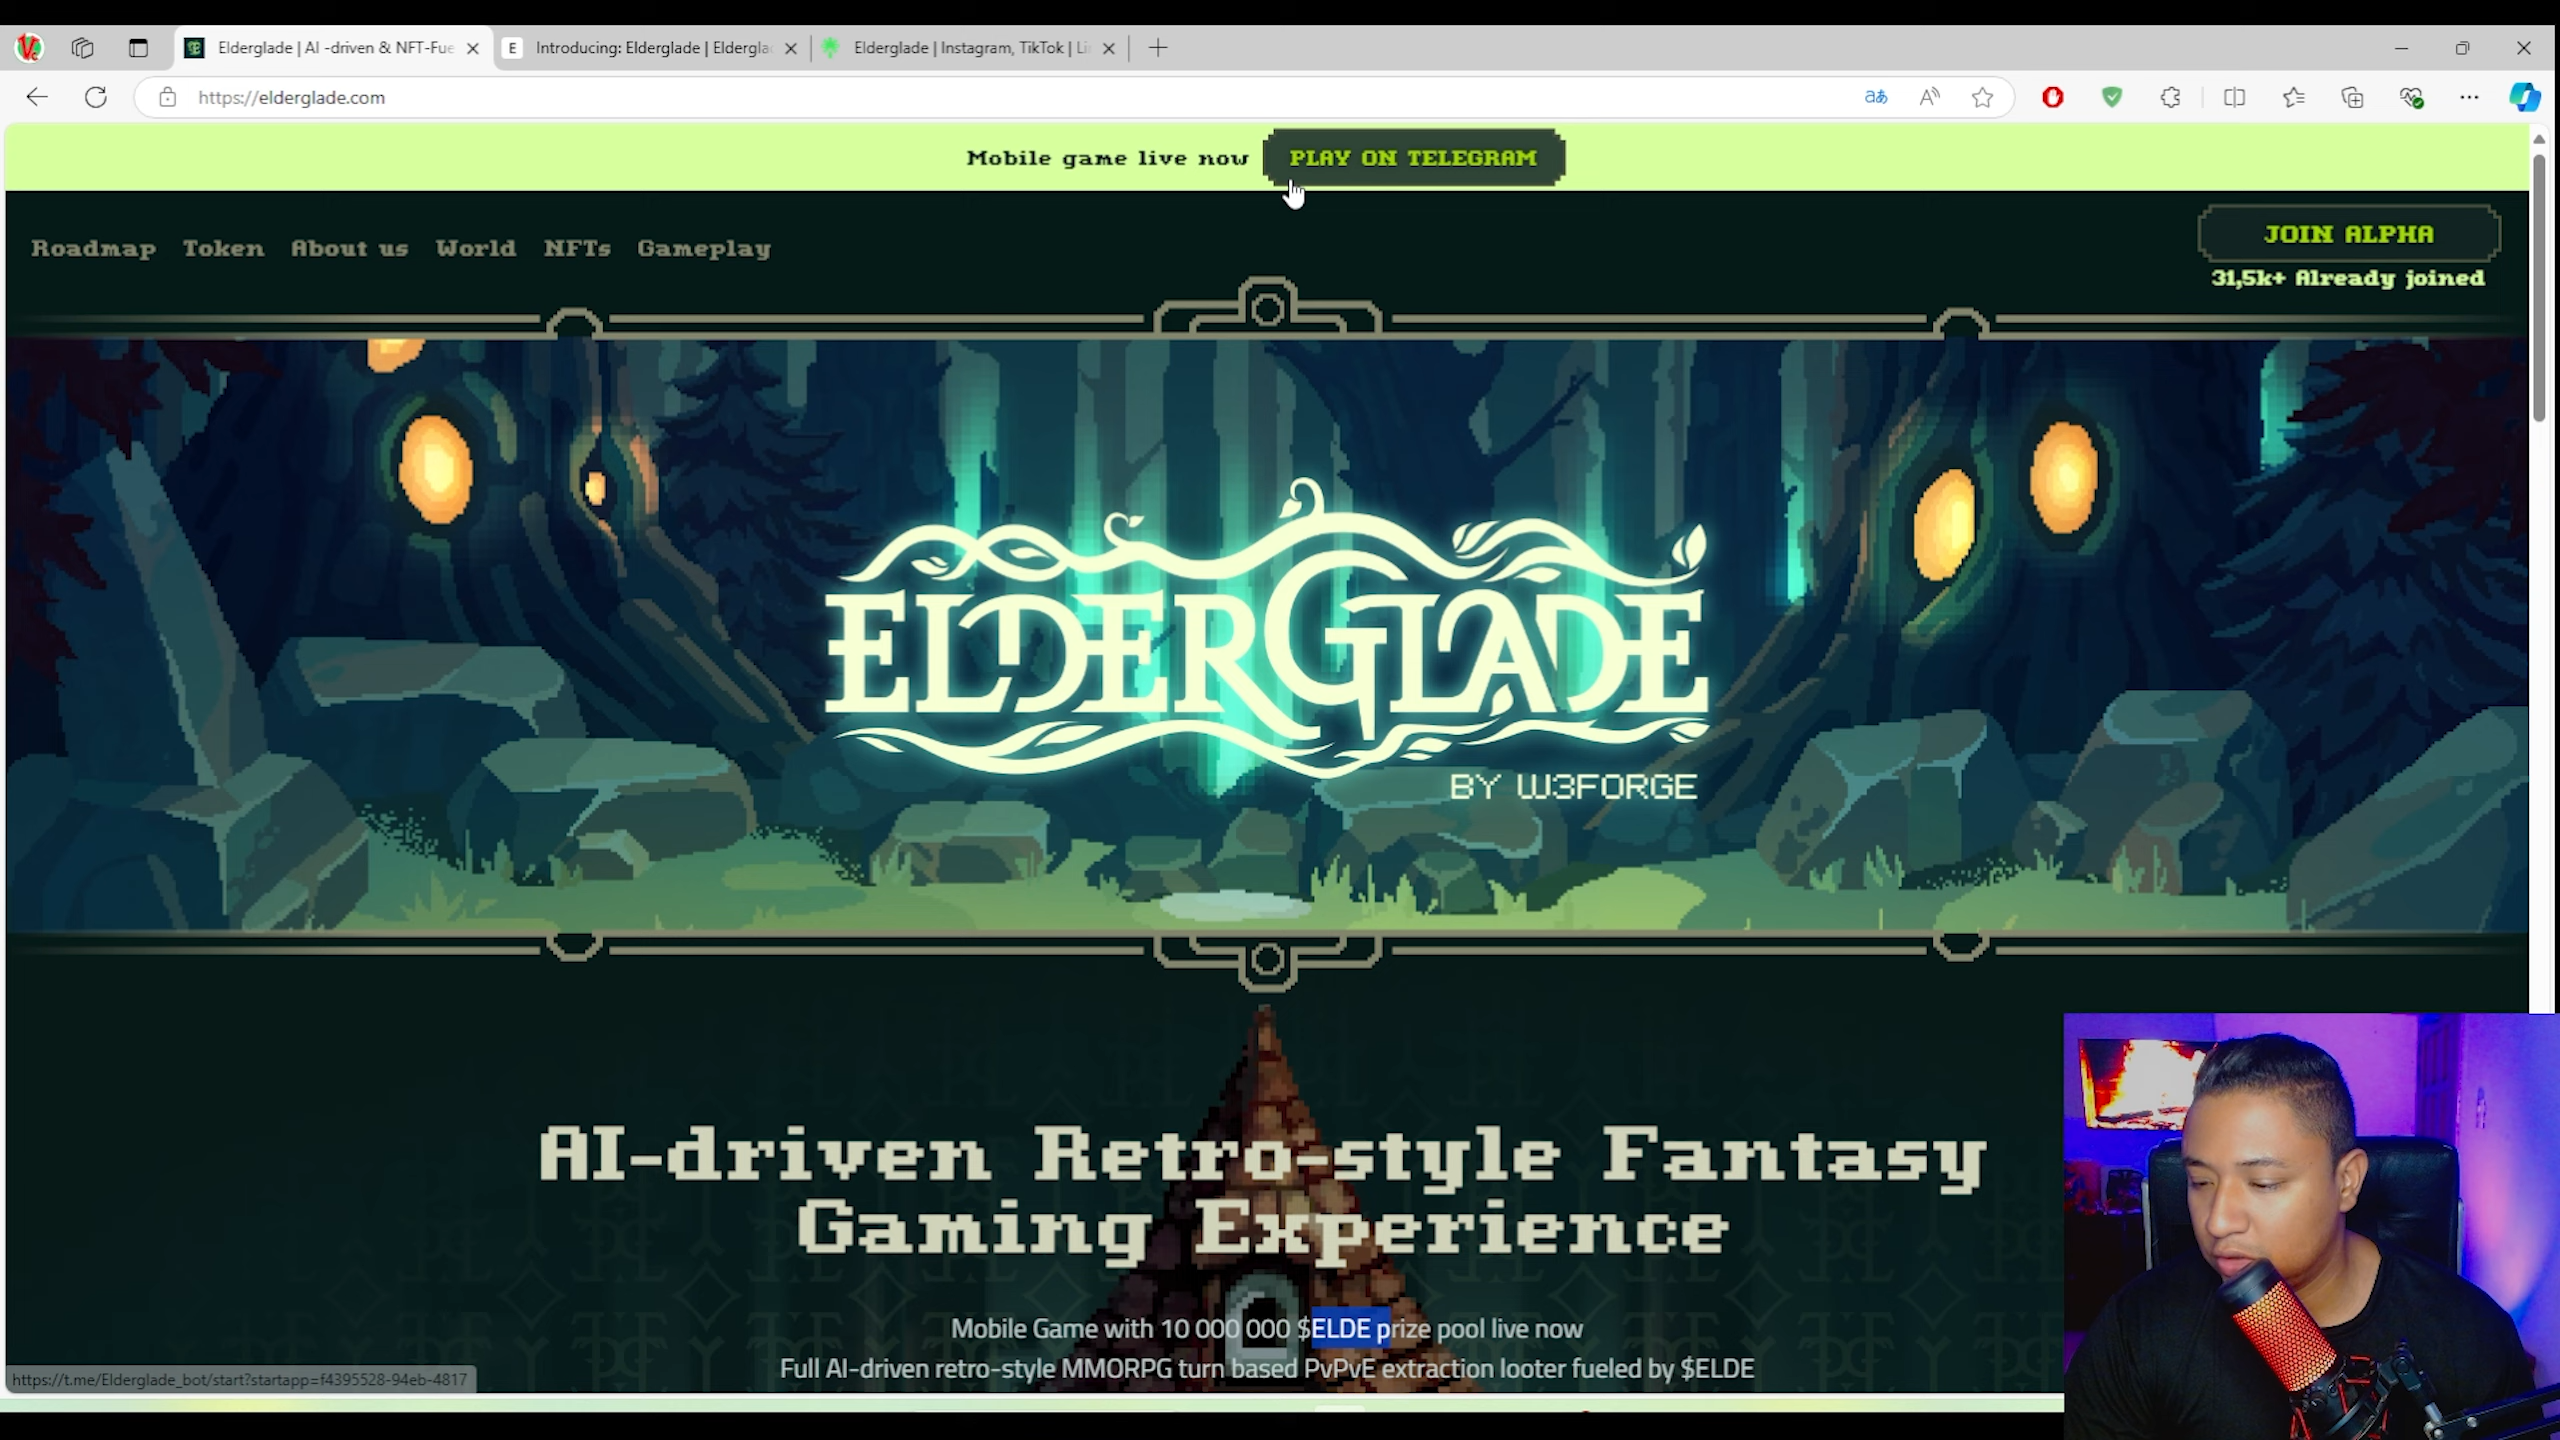 Elderglade | AI -driven & NFT-Fue
Introducing: Elderglade | Eldergla
Elderglade | Instagram, TikTok | Li
https://elderglade.com
Mobile game live now
PLAY ON TELEGRAM
Roadmap Token About us World NFTs Gameplay
JOIN ALPHA
31,5k+ Already joined
ELDERGLADE
BY W3FORGE
AI-driven Retro-style Fantasy
Gaming Experience
Mobile Game with 10 000 000 $ELDE prize pool live now
Full AI-driven retro-style MMORPG turn based PvPvE extraction looter fueled by $ELDE
https://t.me/Elderglade_bot/start?startapp=f4395528-94eb-4817